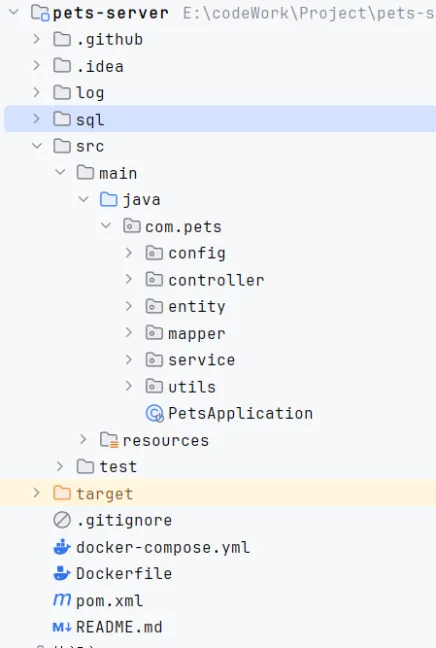 pets-server E:\codeWork\Project\pets-s
.github
.idea
log
sql
src
main
java
com.pets
config
controller
entity
mapper
service
utils
PetsApplication
resources
test
target
.gitignore
docker-compose.yml
Dockerfile
pom.xml
README.md